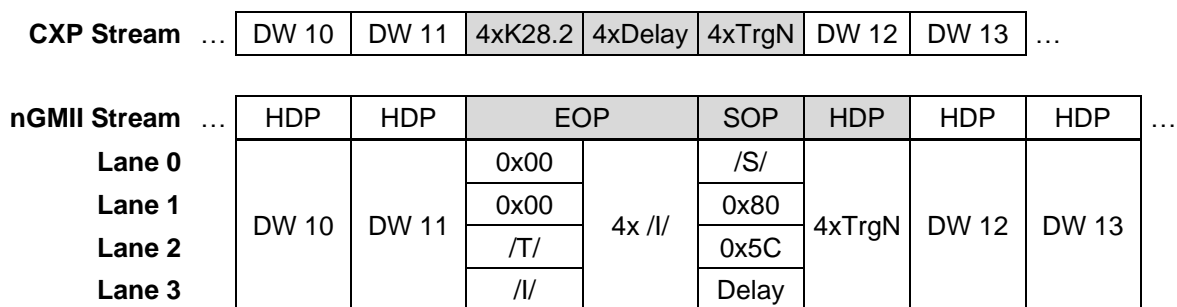 CXP Stream … DW 10 DW 11 4xK28.2 4xDelay 4xTrgN DW 12 DW 13 …
nGMII Stream … HDP HDP EOP SOP HDP HDP HDP …
Lane 0 0x00 /S/
Lane 1 0x00 0x80
DW 10 DW 11 4x /I/ 4xTrgN DW 12 DW 13
Lane 2 /T/ 0x5C
Lane 3 /I/ Delay